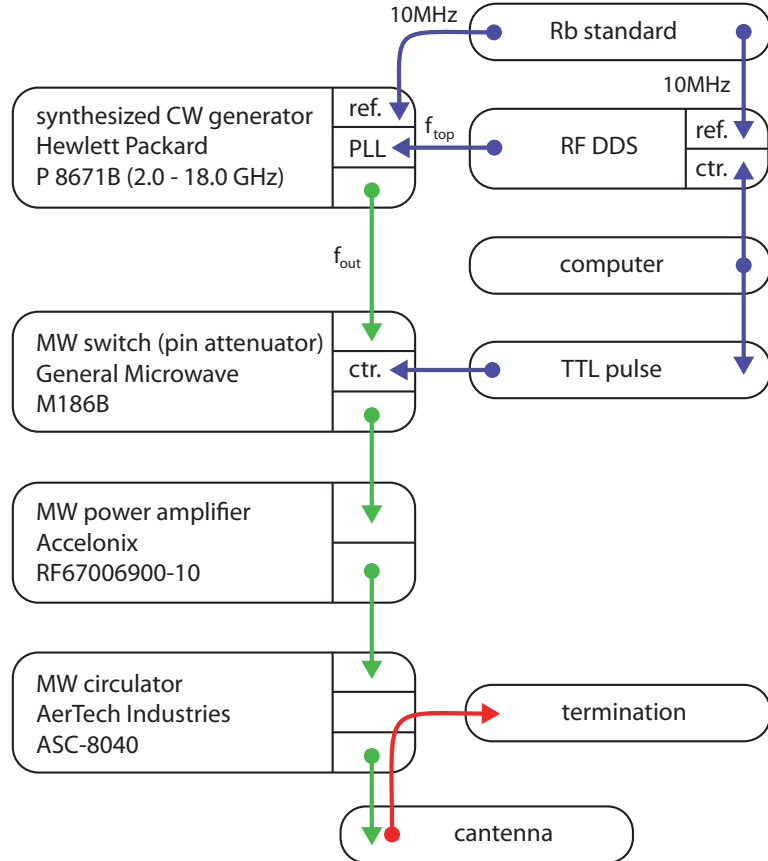 10MHz
Rb standard
10MHz
synthesized CW generator
Hewlett Packard
P 8671B (2.0 - 18.0 GHz)
ref.
PLL
f_top
RF DDS
ref.
ctr.
f_out
computer
MW switch (pin attenuator)
General Microwave
M186B
ctr.
TTL pulse
MW power amplifier
Accelonix
RF67006900-10
MW circulator
AerTech Industries
ASC-8040
termination
cantenna